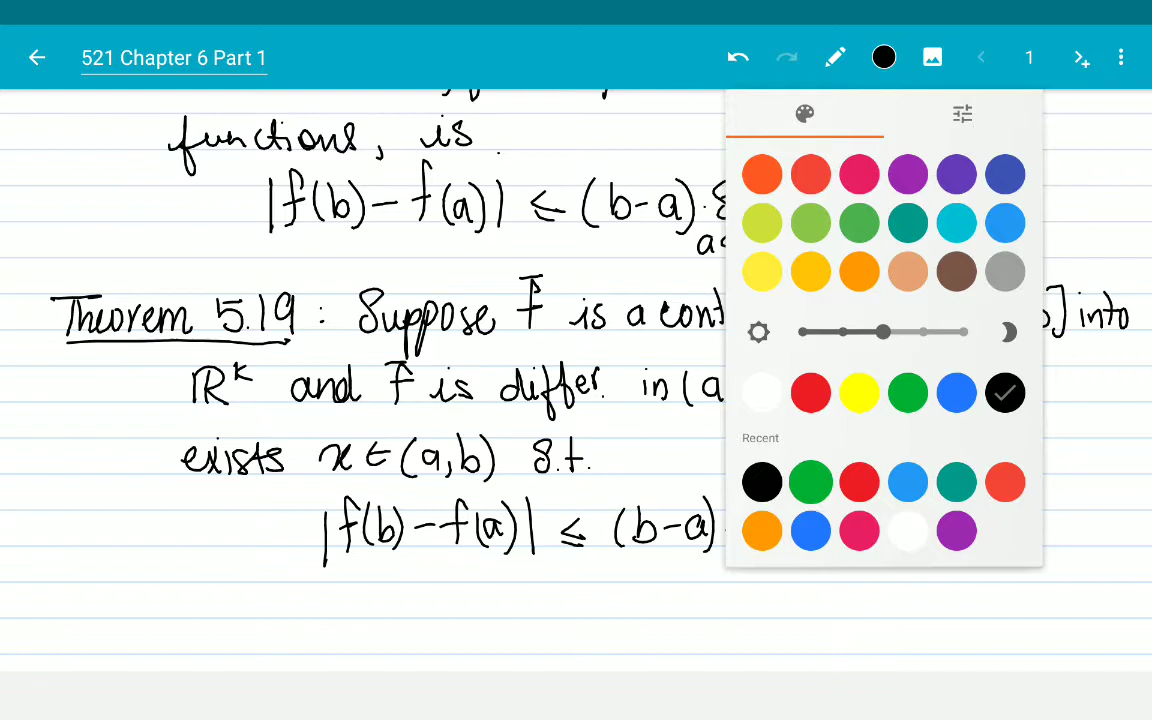 521 Chapter 6 Part 1
1
functions, is
|f(b) - f(a)| ≤ (b-a).
Theorem 5.19 : Suppose f̄ is a cont ] into
ℝᵏ and f̄ is differ. in (a
Recent
exists x ∈ (a,b) s.t.
|f(b) - f(a)| ≤ (b-a)